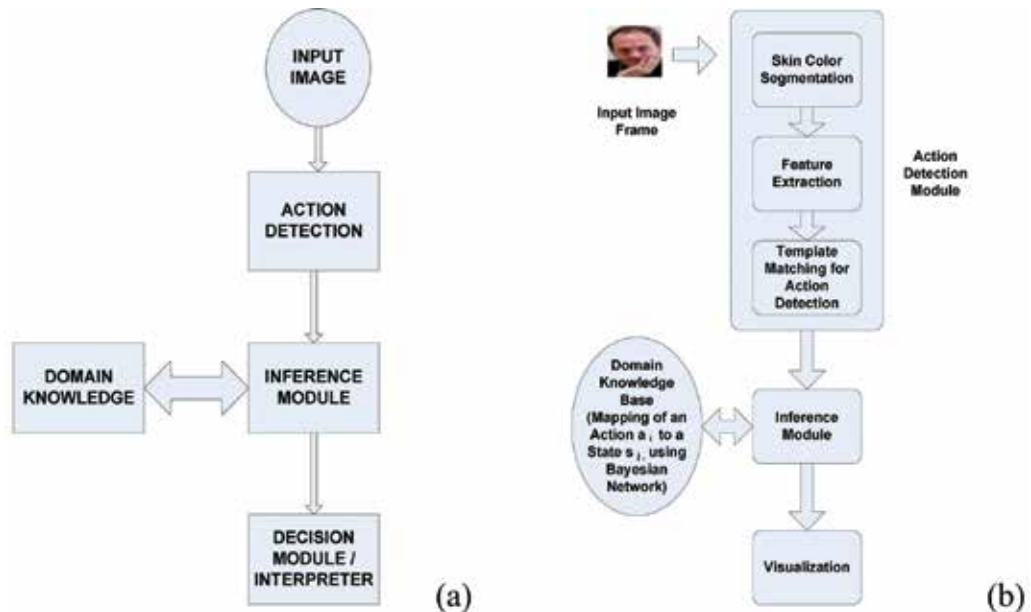 INPUT
IMAGE
ACTION
DETECTION
DOMAIN
KNOWLEDGE
INFERENCE
MODULE
DECISION
MODULE /
INTERPRETER
(a)
Input Image
Frame
Skin Color
Segmentation
Feature
Extraction
Template
Matching for
Action
Detection
Action
Detection
Module
Domain
Knowledge
Base
(Mapping of an
Action a i to a
State s j, using
Bayesian
Network)
Inference
Module
Visualization
(b)